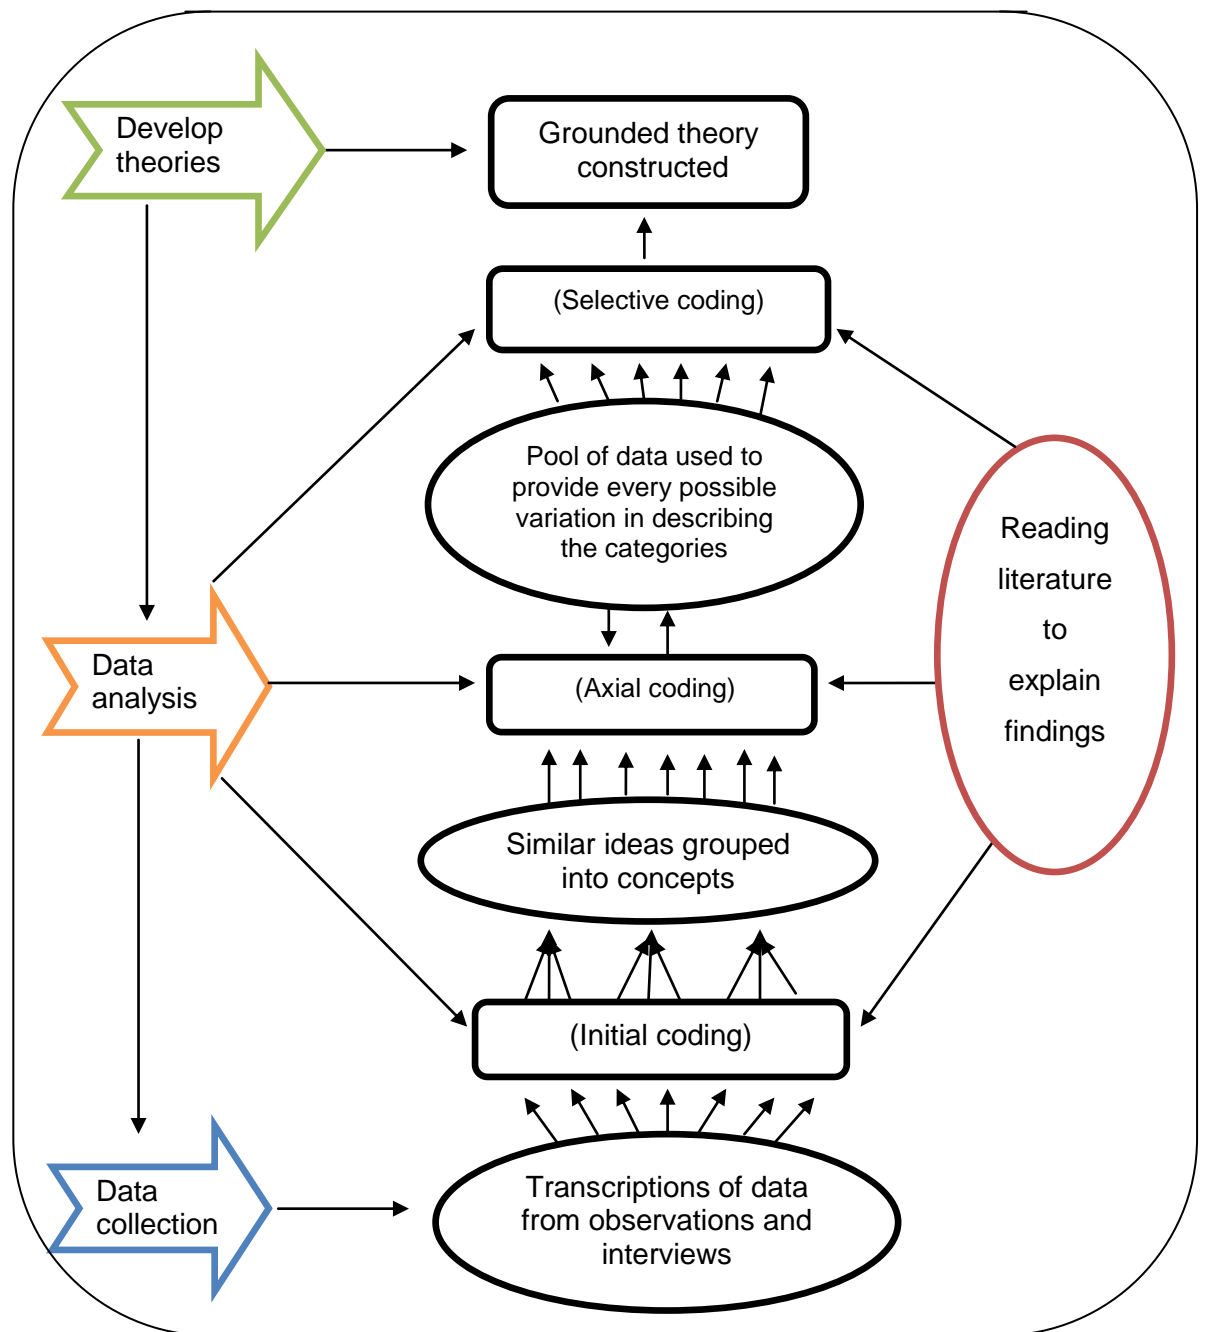 Develop
theories
Grounded theory
constructed
(Selective coding)
Pool of data used to
provide every possible
variation in describing
the categories
Reading
literature
to
explain
findings
Data
analysis
(Axial coding)
Similar ideas grouped
into concepts
(Initial coding)
Data
collection
Transcriptions of data
from observations and
interviews